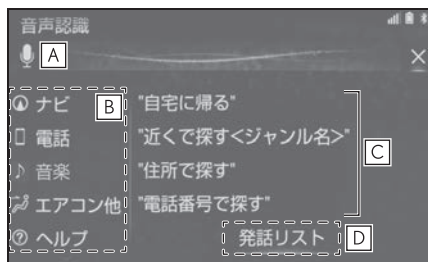 音声認識
A
ナビ B "自宅に帰る"
電話 "近くで探す<ジャンル名>"
C
音楽 "住所で探す"
エアコン他 "電話番号で探す"
ヘルプ 発話リスト D